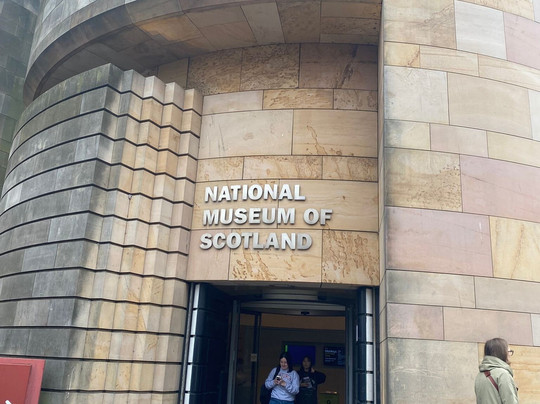 NATIONAL
MUSEUM OF
SCOTLAND